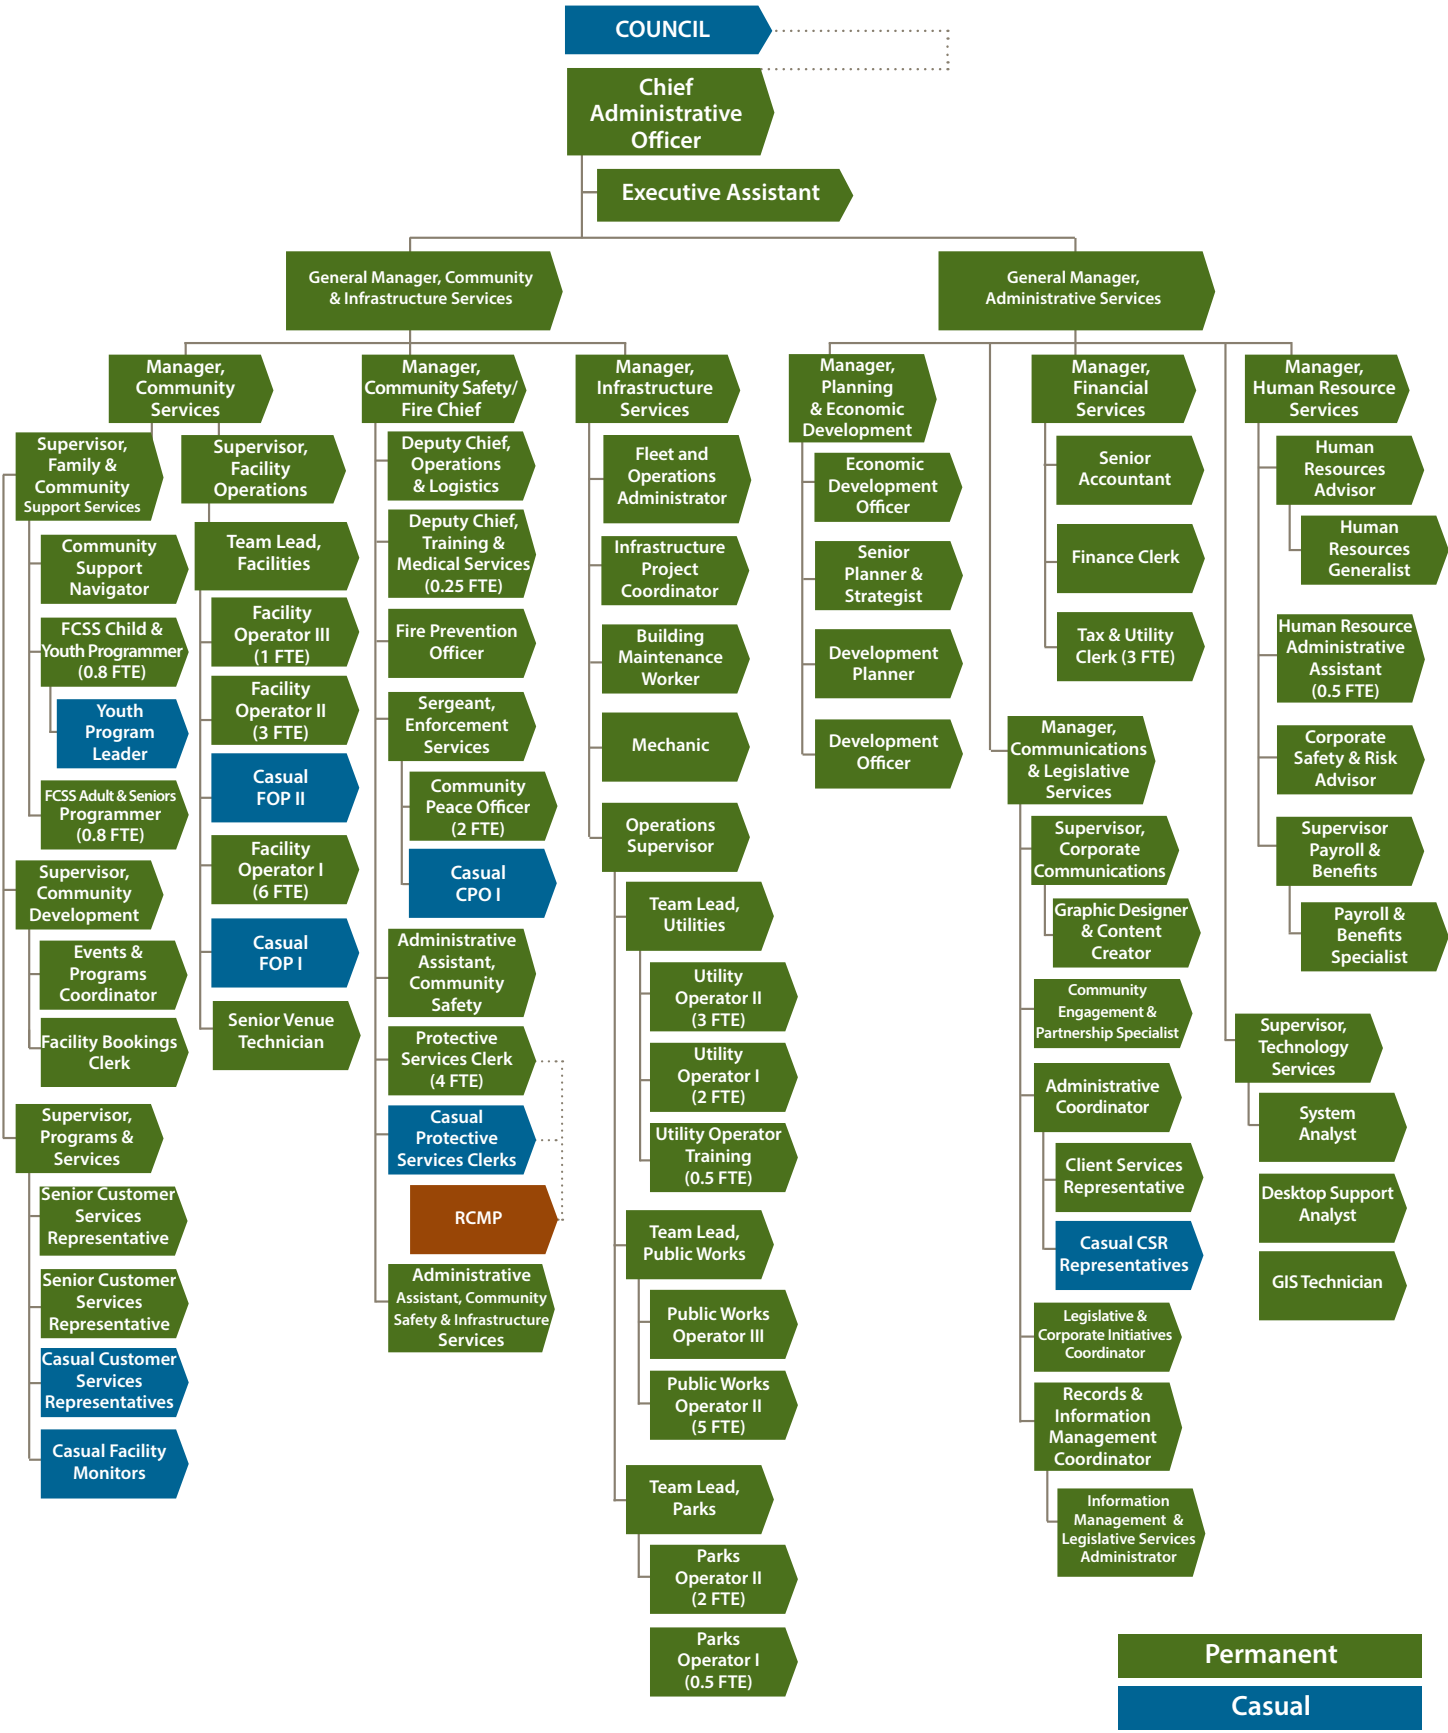 COUNCIL
Chief
Administrative
Officer
Executive Assistant
General Manager, Community
& Infrastructure Services
General Manager,
Administrative Services
Manager,
Community
Services
Supervisor,
Family &
Community
Support Services
Community
Support
Navigator
FCSS Child &
Youth Programmer
(0.8 FTE)
Youth
Program
Leader
FCSS Adult & Seniors
Programmer
(0.8 FTE)
Supervisor,
Community
Development
Events &
Programs
Coordinator
Facility Bookings
Clerk
Supervisor,
Programs &
Services
Senior Customer
Services
Representative
Senior Customer
Services
Representative
Casual Customer
Services
Representatives
Casual Facility
Monitors
Supervisor,
Facility
Operations
Team Lead,
Facilities
Facility
Operator III
(1 FTE)
Facility
Operator II
(3 FTE)
Casual
FOP II
Facility
Operator I
(6 FTE)
Casual
FOP I
Senior Venue
Technician
Manager,
Community Safety/
Fire Chief
Deputy Chief,
Operations
& Logistics
Deputy Chief,
Training &
Medical Services
(0.25 FTE)
Fire Prevention
Officer
Sergeant,
Enforcement
Services
Community
Peace Officer
(2 FTE)
Casual
CPO I
Administrative
Assistant,
Community
Safety
Protective
Services Clerk
(4 FTE)
Casual
Protective
Services Clerks
RCMP
Administrative
Assistant, Community
Safety & Infrastructure
Services
Manager,
Infrastructure
Services
Fleet and
Operations
Administrator
Infrastructure
Project
Coordinator
Building
Maintenance
Worker
Mechanic
Operations
Supervisor
Team Lead,
Utilities
Utility
Operator II
(3 FTE)
Utility
Operator I
(2 FTE)
Utility Operator
Training
(0.5 FTE)
Team Lead,
Public Works
Public Works
Operator III
Public Works
Operator II
(5 FTE)
Team Lead,
Parks
Parks
Operator II
(2 FTE)
Parks
Operator I
(0.5 FTE)
Manager,
Planning
& Economic
Development
Economic
Development
Officer
Senior
Planner &
Strategist
Development
Planner
Development
Officer
Manager,
Financial
Services
Senior
Accountant
Finance Clerk
Tax & Utility
Clerk (3 FTE)
Manager,
Communications
& Legislative
Services
Supervisor,
Corporate
Communications
Graphic Designer
& Content
Creator
Community
Engagement &
Partnership Specialist
Administrative
Coordinator
Client Services
Representative
Casual CSR
Representatives
Legislative &
Corporate Initiatives
Coordinator
Records &
Information
Management
Coordinator
Information
Management &
Legislative Services
Administrator
Manager,
Human Resource
Services
Human
Resources
Advisor
Human
Resources
Generalist
Human Resource
Administrative
Assistant
(0.5 FTE)
Corporate
Safety & Risk
Advisor
Supervisor
Payroll &
Benefits
Payroll &
Benefits
Specialist
Supervisor,
Technology
Services
System
Analyst
Desktop Support
Analyst
GIS Technician
Permanent
Casual